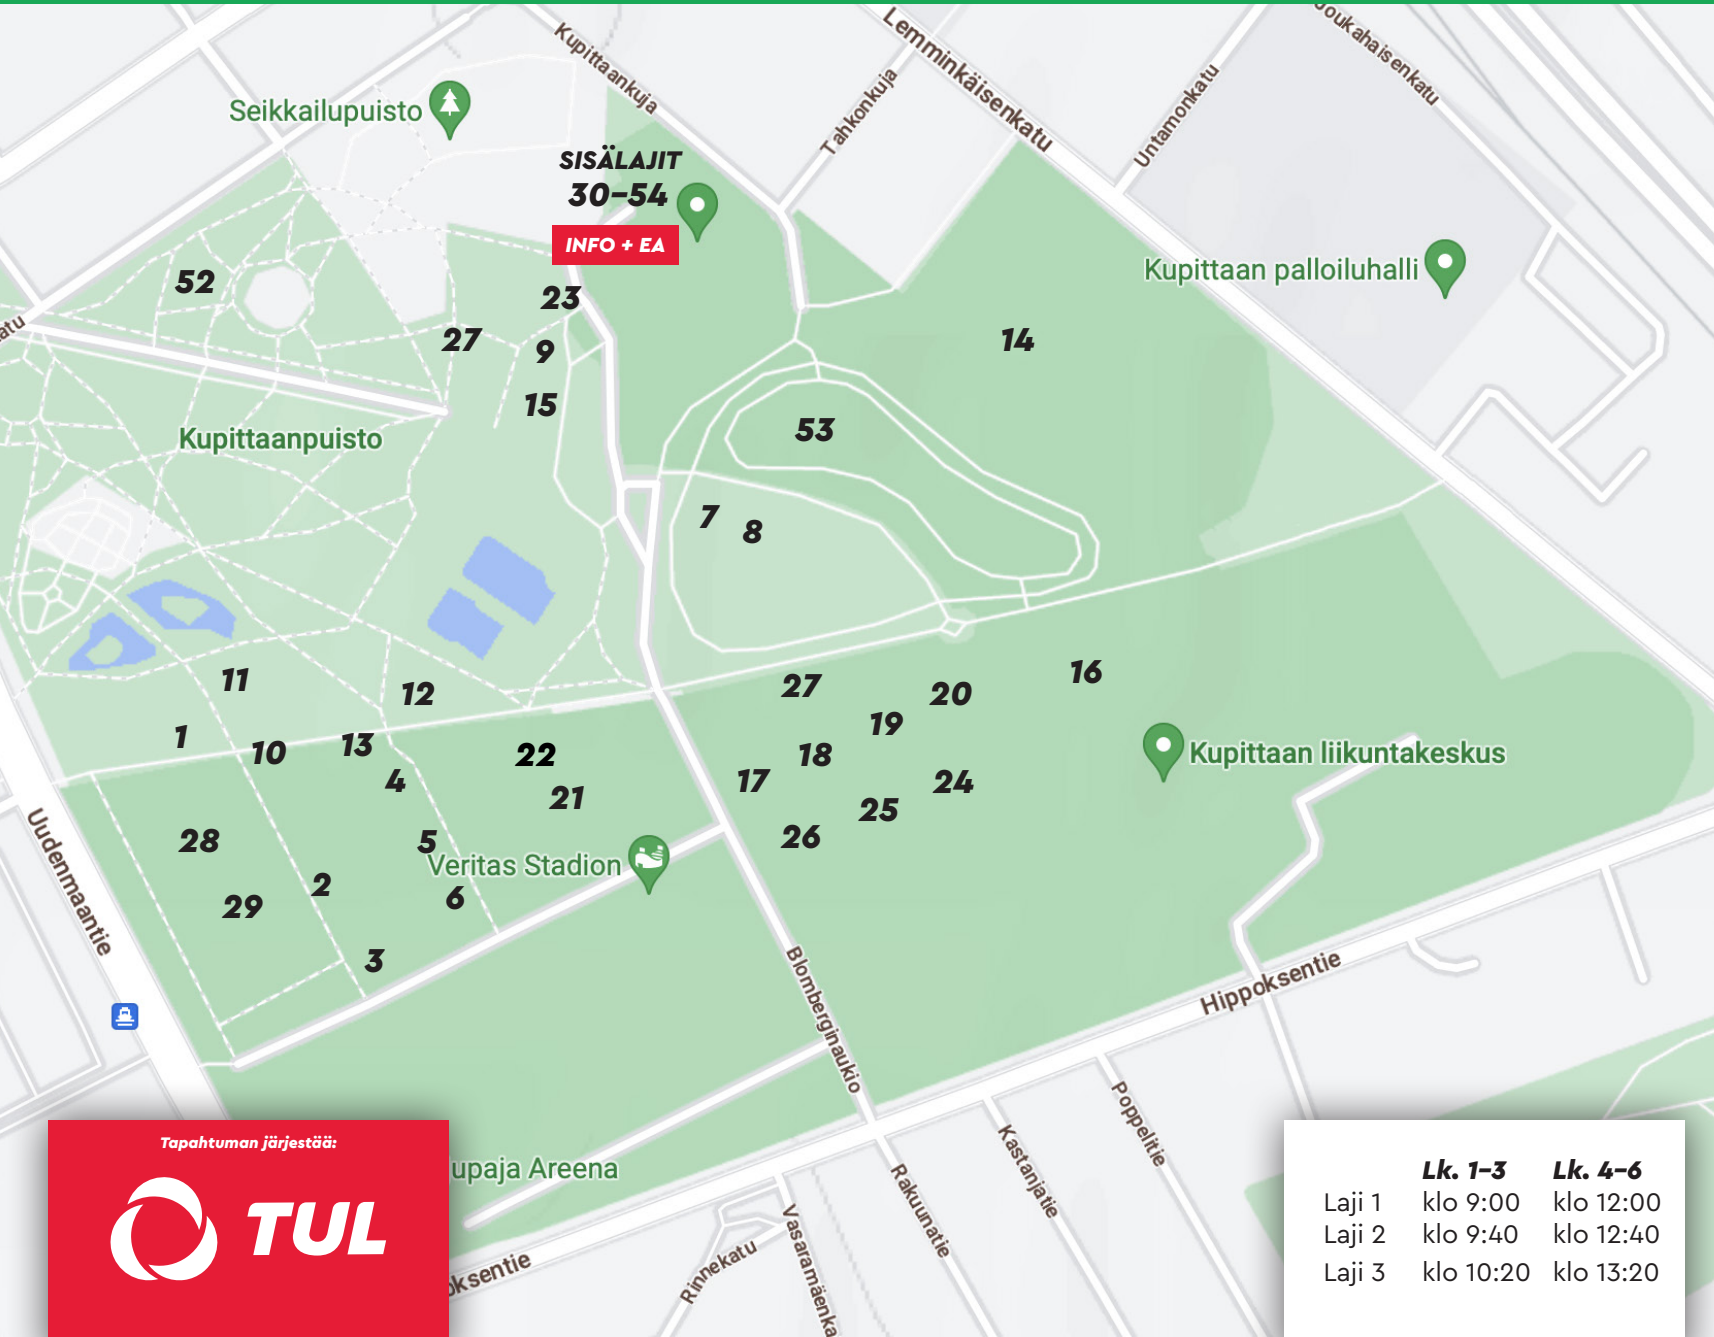 Kupittaankuja
Lemminkäisenkatu
Joukahaisenkatu
Tahkonkuja
Untamonkatu
Seikkailupuisto
SISÄLAJIT
30–54
INFO + EA
Kupittaan palloiluhalli
52
23
27
9
14
15
53
Kupittaanpuisto
7
8
11
12
27
20
16
1
10
13
22
19
18
Kupittaan liikuntakeskus
4
21
17
24
25
28
5
26
Veritas Stadion
2
29
6
3
Uudenmaantie
Blomberginaukio
Hippoksentie
Poppelitie
Kastanjatie
Rakuunatie
Rinnekatu
Tapahtuman järjestää:
TUL
upaja Areena
oksentie
Lk. 1–3 Lk. 4–6
Laji 1 klo 9:00 klo 12:00
Laji 2 klo 9:40 klo 12:40
Laji 3 klo 10:20 klo 13:20